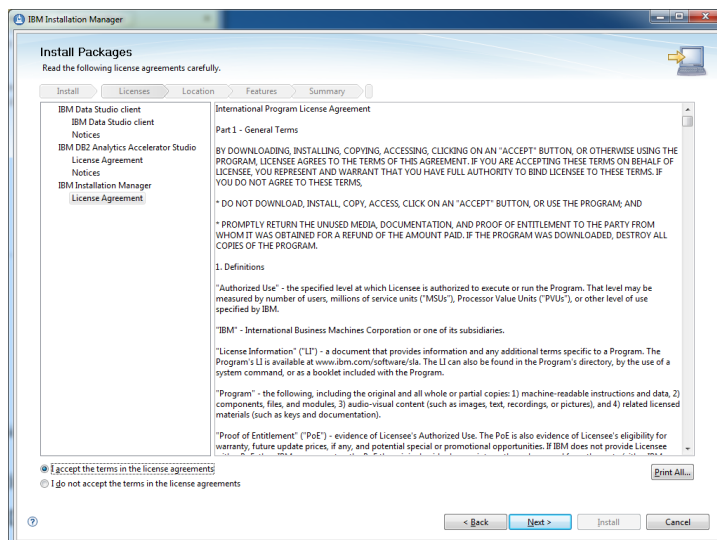 IBM Installation Manager
Install Packages
Read the following license agreements carefully.
Install
Licenses
Location
Features
Summary
IBM Data Studio client
IBM Data Studio client
Notices
IBM DB2 Analytics Accelerator Studio
License Agreement
Notices
IBM Installation Manager
License Agreement
International Program License Agreement
Part 1 - General Terms
BY DOWNLOADING, INSTALLING, COPYING, ACCESSING, CLICKING ON AN "ACCEPT" BUTTON, OR OTHERWISE USING THE
PROGRAM, LICENSEE AGREES TO THE TERMS OF THIS AGREEMENT. IF YOU ARE ACCEPTING THESE TERMS ON BEHALF OF
LICENSEE, YOU REPRESENT AND WARRANT THAT YOU HAVE FULL AUTHORITY TO BIND LICENSEE TO THESE TERMS. IF
YOU DO NOT AGREE TO THESE TERMS,
* DO NOT DOWNLOAD, INSTALL, COPY, ACCESS, CLICK ON AN "ACCEPT" BUTTON, OR USE THE PROGRAM; AND
* PROMPTLY RETURN THE UNUSED MEDIA, DOCUMENTATION, AND PROOF OF ENTITLEMENT TO THE PARTY FROM
WHOM IT WAS OBTAINED FOR A REFUND OF THE AMOUNT PAID. IF THE PROGRAM WAS DOWNLOADED, DESTROY ALL
COPIES OF THE PROGRAM.
1. Definitions
"Authorized Use" - the specified level at which Licensee is authorized to execute or run the Program. That level may be
measured by number of users, millions of service units ("MSUs"), Processor Value Units ("PVUs"), or other level of use
specified by IBM.
"IBM" - International Business Machines Corporation or one of its subsidiaries.
"License Information" ("LI") - a document that provides information and any additional terms specific to a Program. The
Program's LI is available at www.ibm.com/software/sla. The LI can also be found in the Program's directory, by the use of a
system command, or as a booklet included with the Program.
"Program" - the following, including the original and all whole or partial copies: 1) machine-readable instructions and data, 2)
components, files, and modules, 3) audio-visual content (such as images, text, recordings, or pictures), and 4) related licensed
materials (such as keys and documentation).
"Proof of Entitlement" ("PoE") - evidence of Licensee's Authorized Use. The PoE is also evidence of Licensee's eligibility for
warranty, future update prices, if any, and potential special or promotional opportunities. If IBM does not provide Licensee
I accept the terms in the license agreements
I do not accept the terms in the license agreements
Print All...
?
< Back
Next >
Install
Cancel